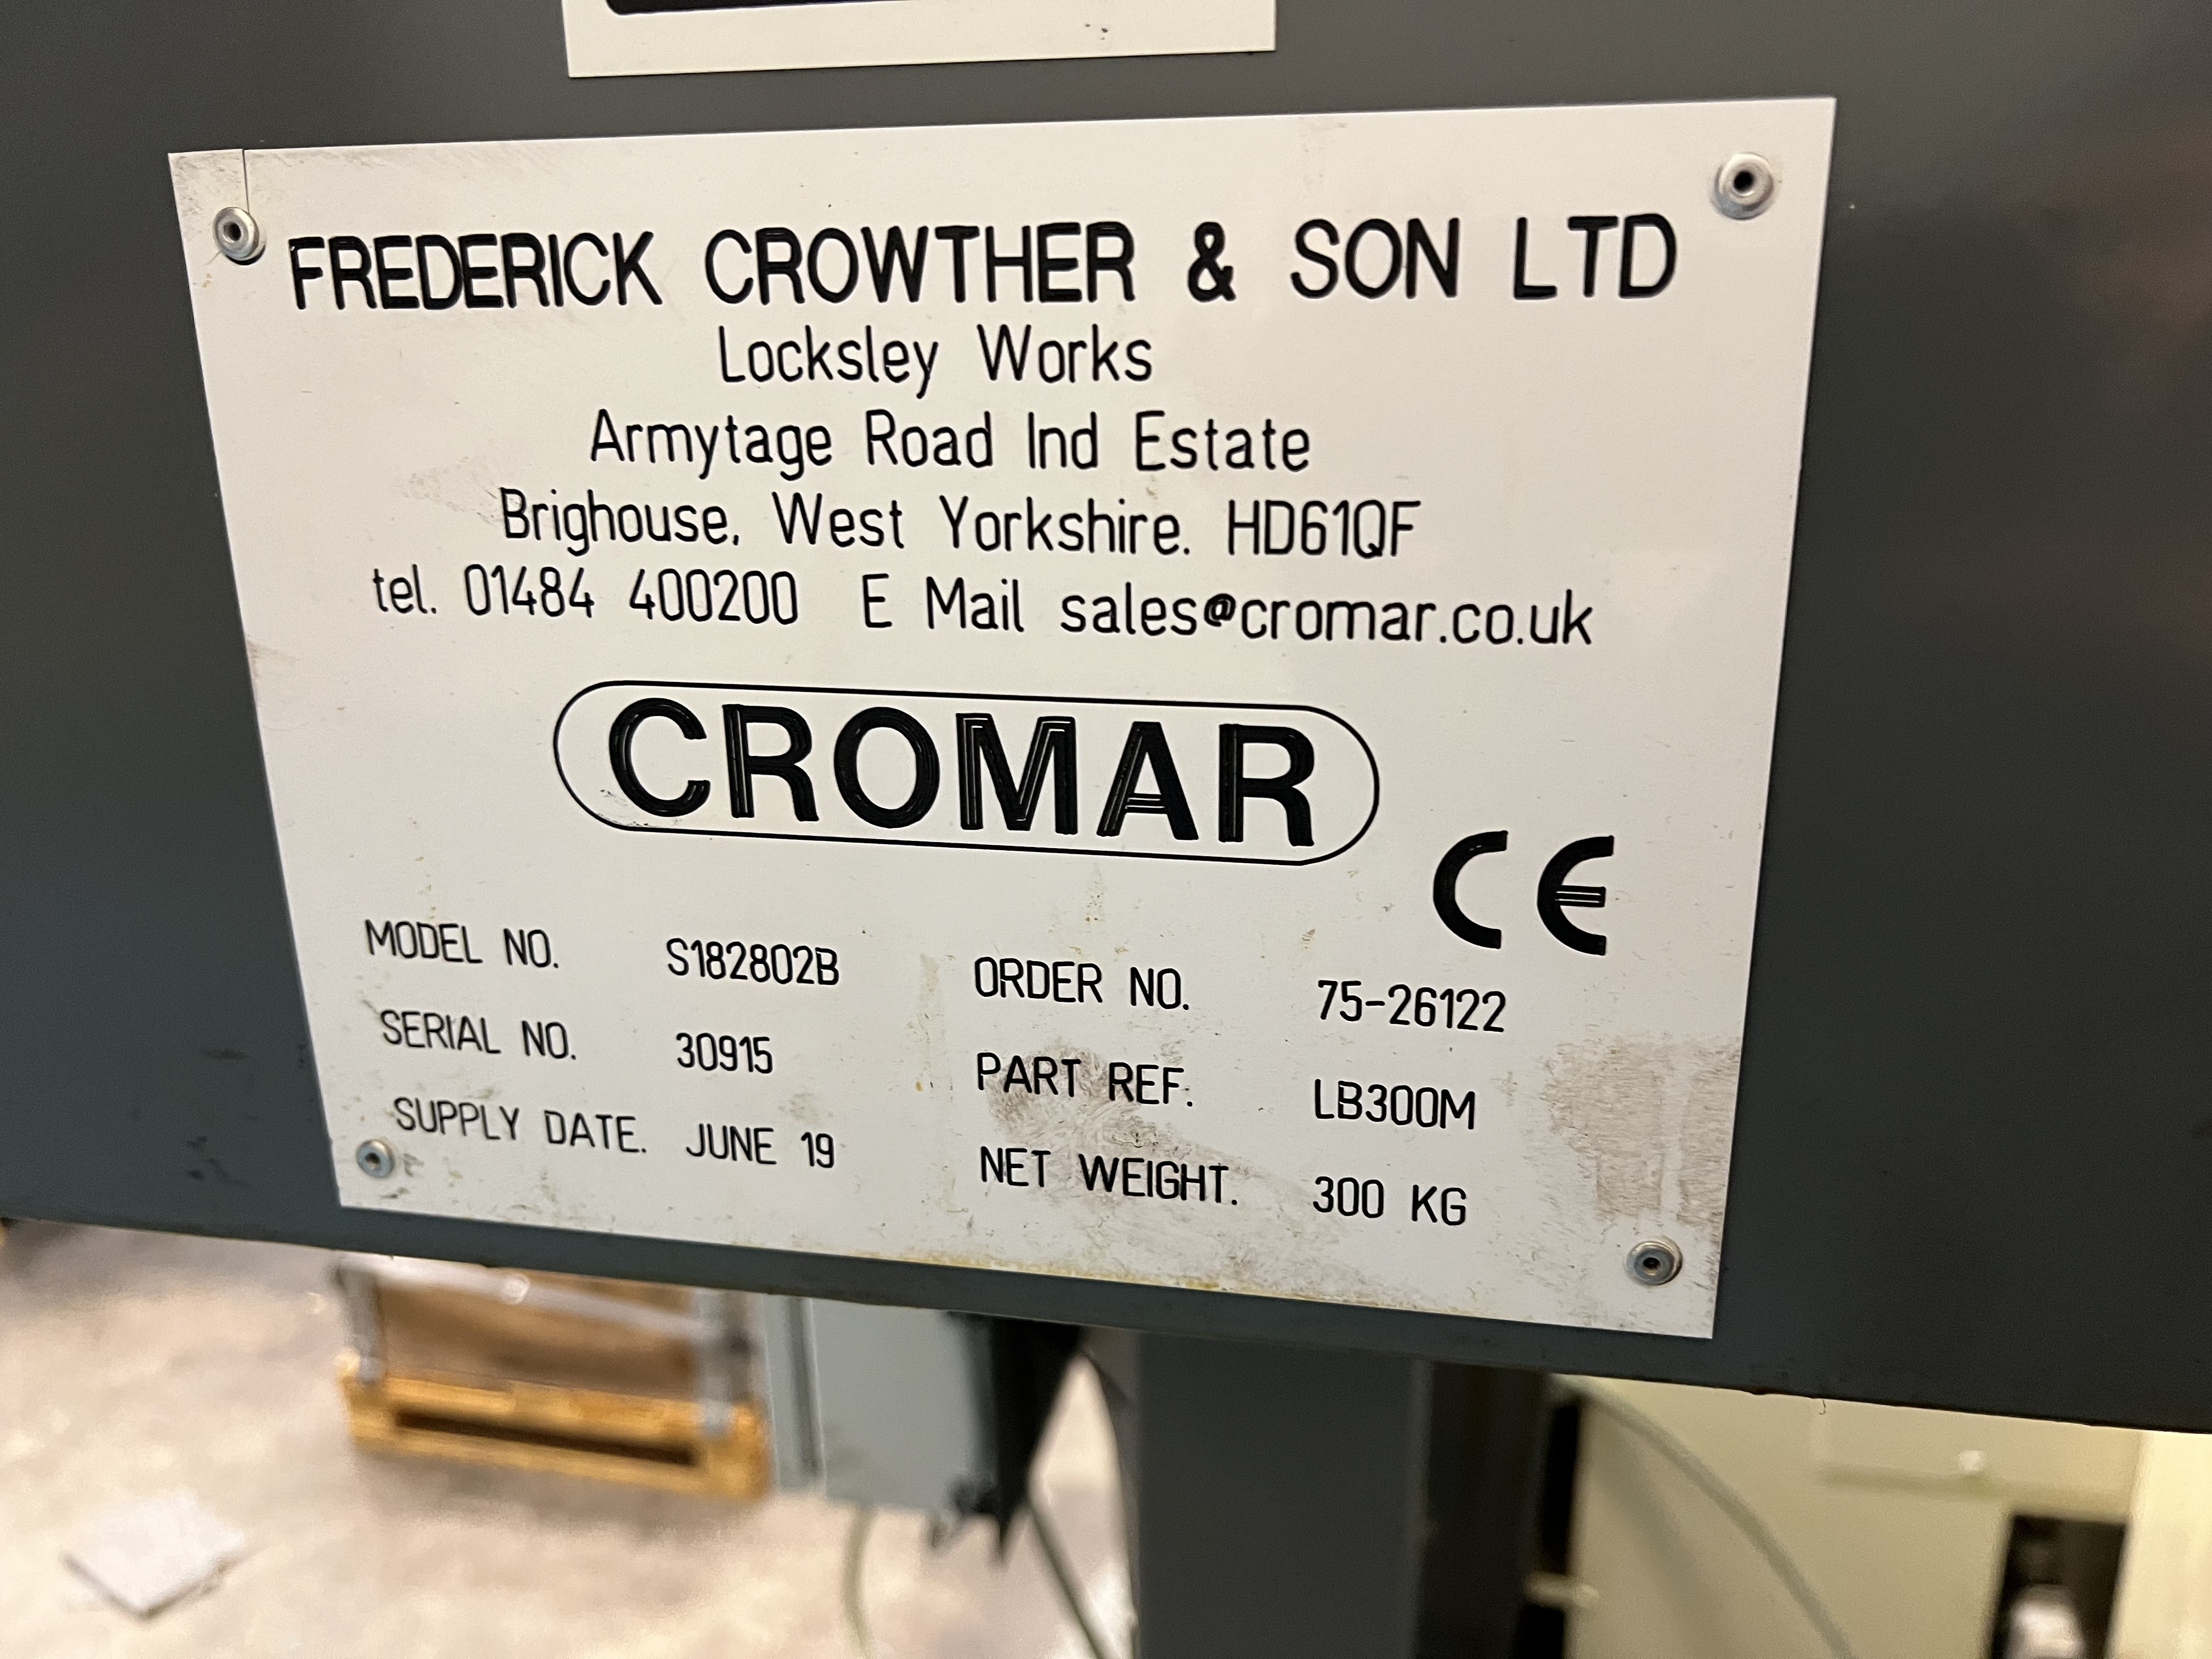 FREDERICK CROWTHER & SON LTD
Locksley Works
Armytage Road Ind Estate
Brighouse, West Yorkshire. HD61QF
tel. 01484 400200 E Mail sales@cromar.co.uk
CROMAR
CE
MODEL NO. S182802B ORDER NO. 75-26122
SERIAL NO. 30915 PART REF. LB300M
SUPPLY DATE. JUNE 19 NET WEIGHT. 300 KG